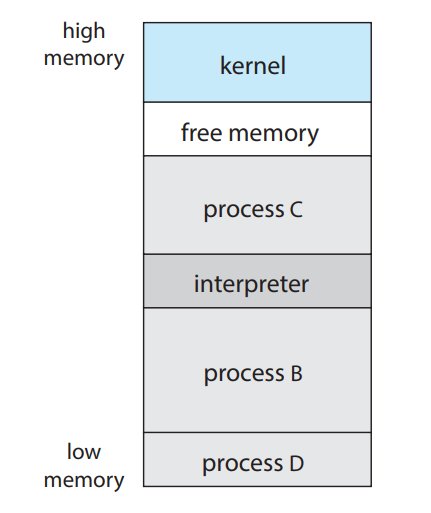 high
memory
kernel
free memory
process C
interpreter
process B
process D
low
memory